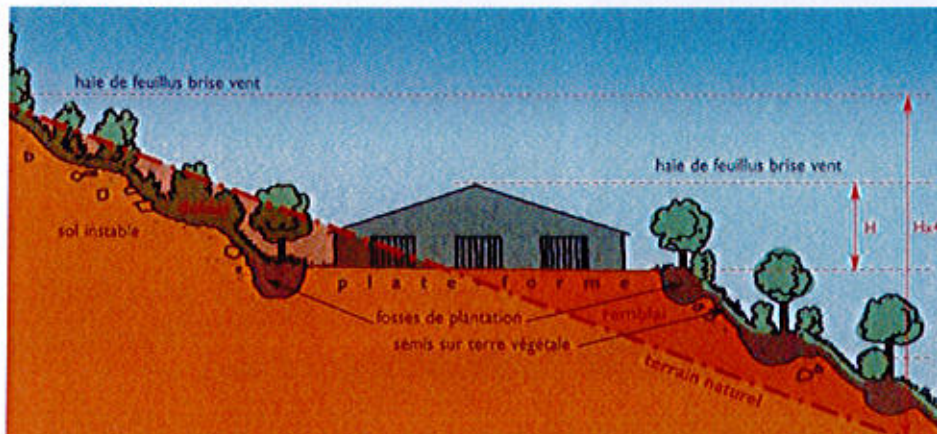 haie de feuillus brise vent
haie de feuillus brise vent
D
H
sol instable
plate forme
fosses de plantation
remblai
semis sur terre végétale
terrain naturel